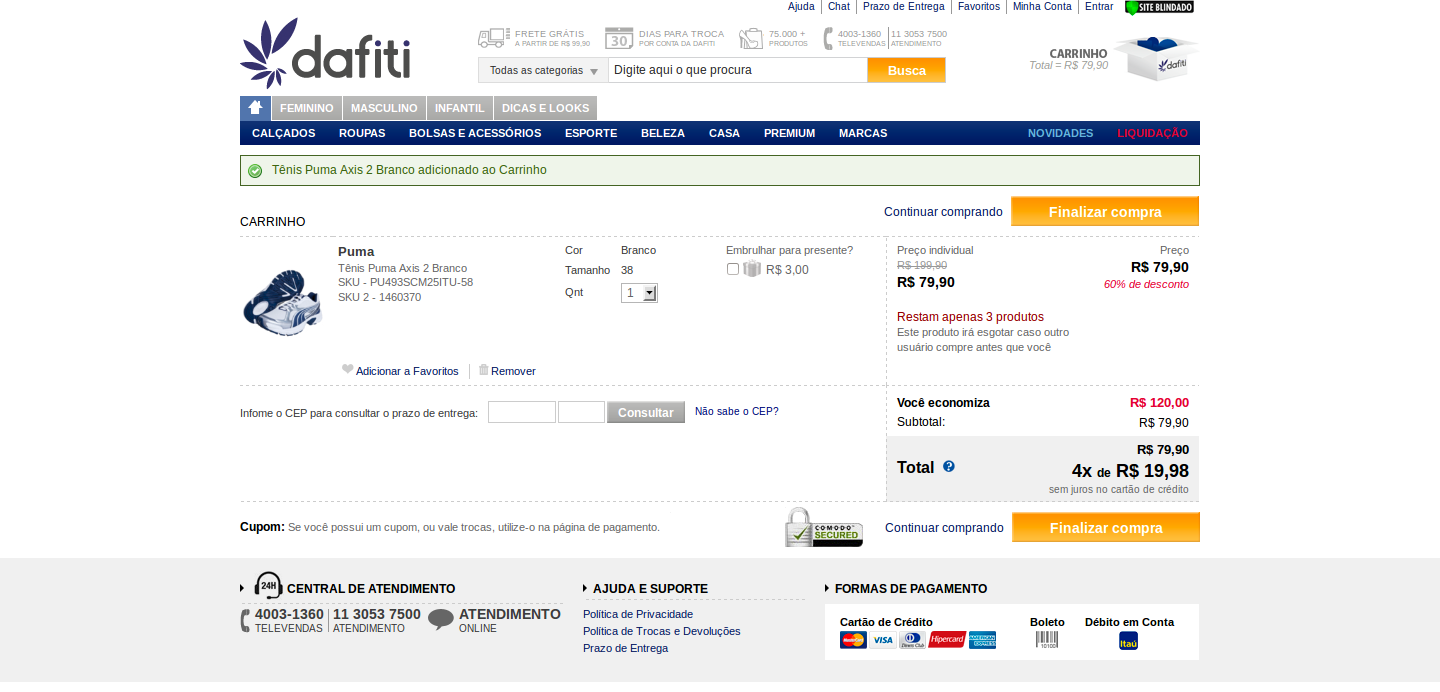 Ajuda Chat Prazo de Entrega Favoritos Minha Conta Entrar SITE BLINDADO
dafiti
FRETE GRÁTIS
A PARTIR DE R$ 99,90
30
DIAS PARA TROCA
POR CONTA DA DAFITI
75.000 +
PRODUTOS
4003-1360
TELEVENDAS
11 3053 7500
ATENDIMENTO
CARRINHO
Total = R$ 79,90
dafiti
Todas as categorias Digite aqui o que procura Busca
FEMININO MASCULINO INFANTIL DICAS E LOOKS
CALÇADOS ROUPAS BOLSAS E ACESSÓRIOS ESPORTE BELEZA CASA PREMIUM MARCAS NOVIDADES LIQUIDAÇÃO
Tênis Puma Axis 2 Branco adicionado ao Carrinho
CARRINHO
Continuar comprando Finalizar compra
Puma
Tênis Puma Axis 2 Branco
SKU - PU493SCM25ITU-58
SKU 2 - 1460370
Cor Branco
Tamanho 38
Qnt 1
Embrulhar para presente?
R$ 3,00
Preço individual
R$ 199,90
R$ 79,90
Preço
R$ 79,90
60% de desconto
Restam apenas 3 produtos
Este produto irá esgotar caso outro
usuário compre antes que você
Adicionar a Favoritos Remover
Infome o CEP para consultar o prazo de entrega: Consultar Não sabe o CEP?
Você economiza R$ 120,00
Subtotal: R$ 79,90
R$ 79,90
Total ? 4x de R$ 19,98
sem juros no cartão de crédito
Cupom: Se você possui um cupom, ou vale trocas, utilize-o na página de pagamento.
COMODO
SECURED
Continuar comprando Finalizar compra
24H CENTRAL DE ATENDIMENTO
4003-1360
TELEVENDAS
11 3053 7500
ATENDIMENTO
ATENDIMENTO
ONLINE
AJUDA E SUPORTE
Política de Privacidade
Política de Trocas e Devoluções
Prazo de Entrega
FORMAS DE PAGAMENTO
Cartão de Crédito Boleto Débito em Conta
MasterCard VISA Diners Club Hipercard AMERICAN EXPRESS 10100 Itaú